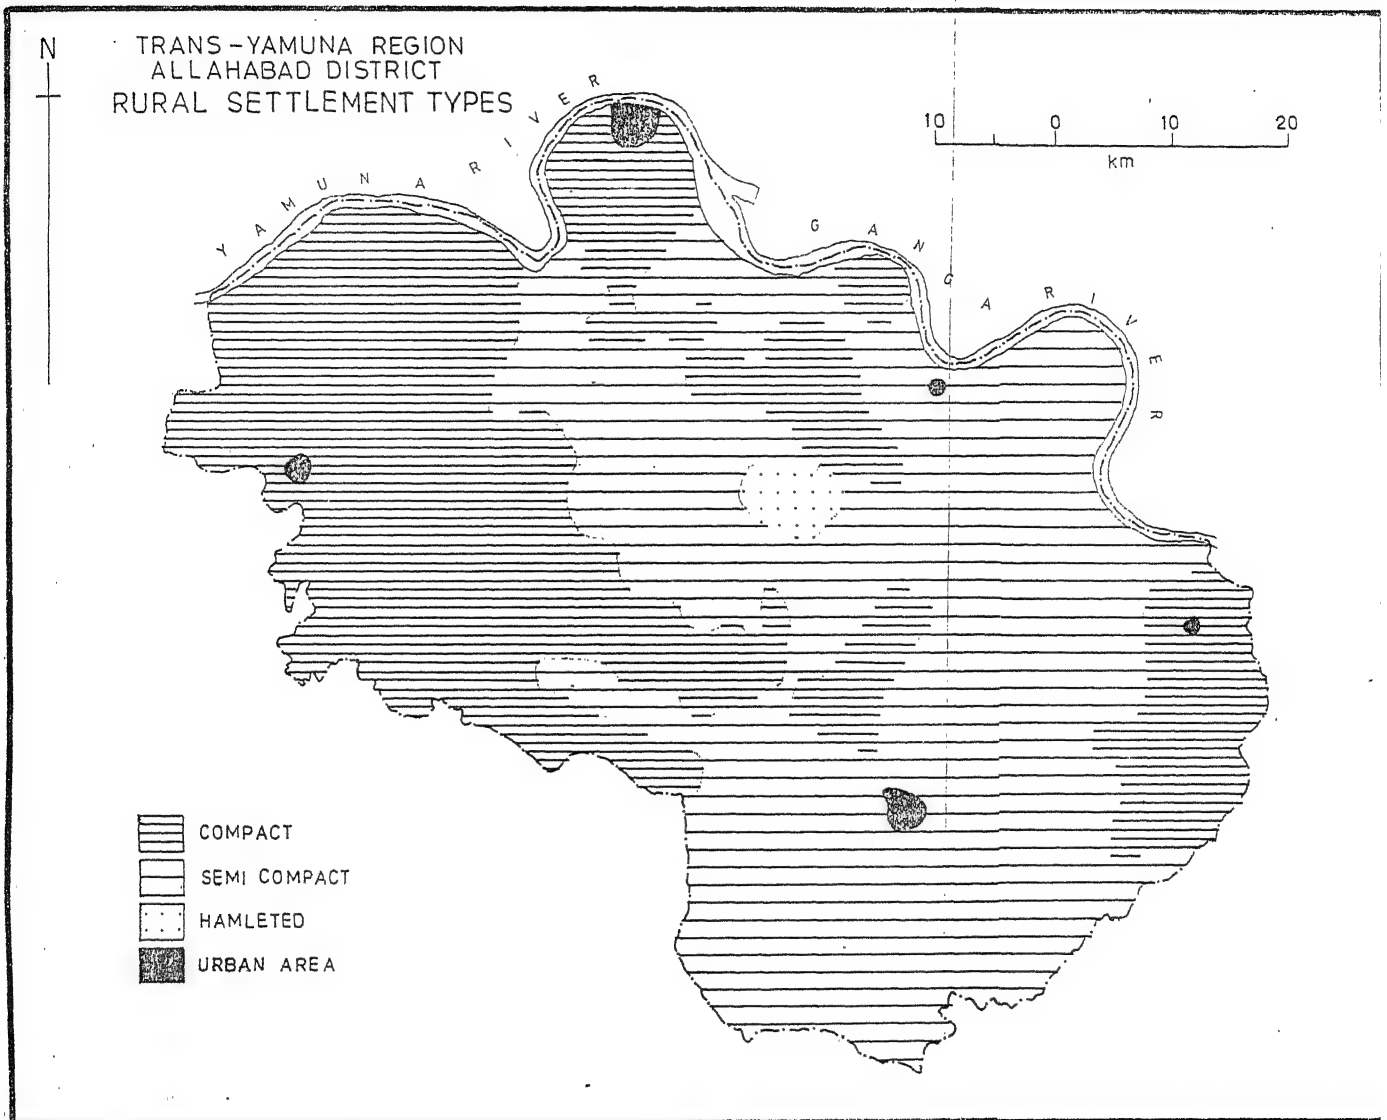 N
TRANS-YAMUNA REGION
ALLAHABAD DISTRICT
RURAL SETTLEMENT TYPES
YAMUNA RIVER
10 0 10 20
km
GANGA RIVER
COMPACT
SEMI COMPACT
HAMLETED
URBAN AREA